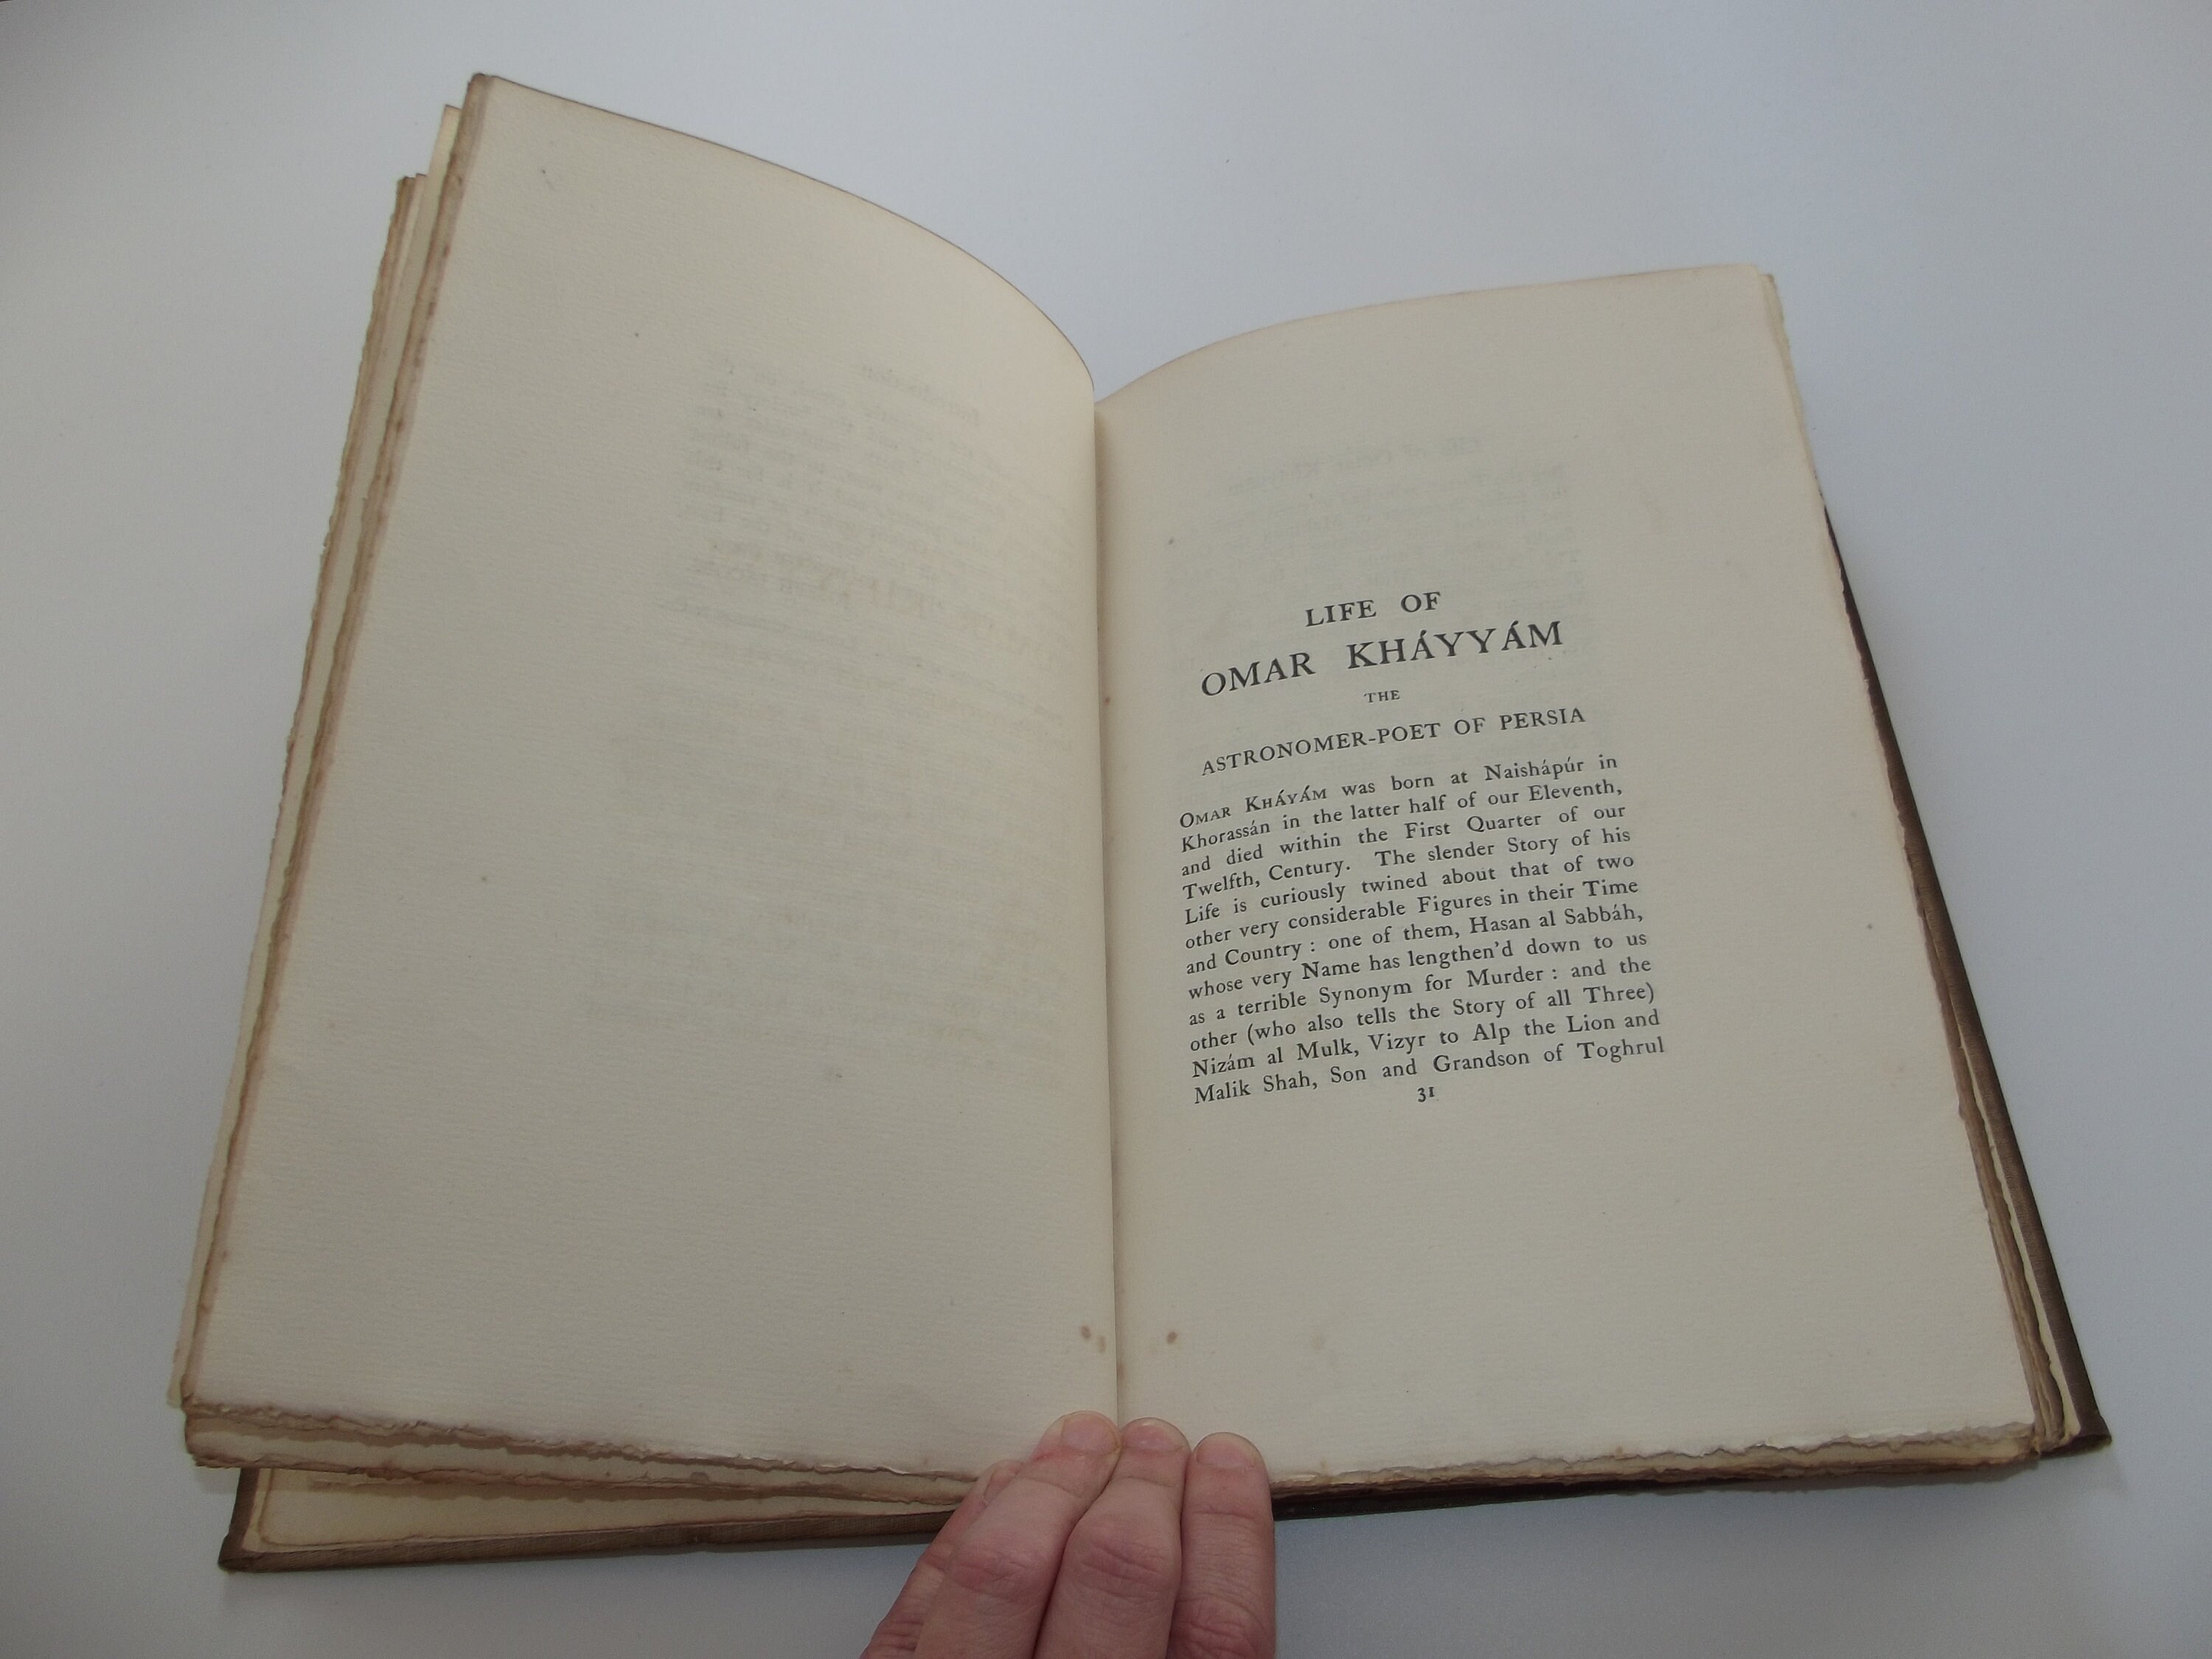 LIFE OF
OMAR KHÁYYÁM
THE
ASTRONOMER-POET OF PERSIA
OMAR KHÁYÁM was born at Naishápúr in
Khorassán in the latter half of our Eleventh,
and died within the First Quarter of our
Twelfth, Century. The slender Story of his
Life is curiously twined about that of two
other very considerable Figures in their Time
and Country : one of them, Hasan al Sabbáh,
whose very Name has lengthen'd down to us
as a terrible Synonym for Murder : and the
other (who also tells the Story of all Three)
Nizám al Mulk, Vizyr to Alp the Lion and
Malik Shah, Son and Grandson of Toghrul
31